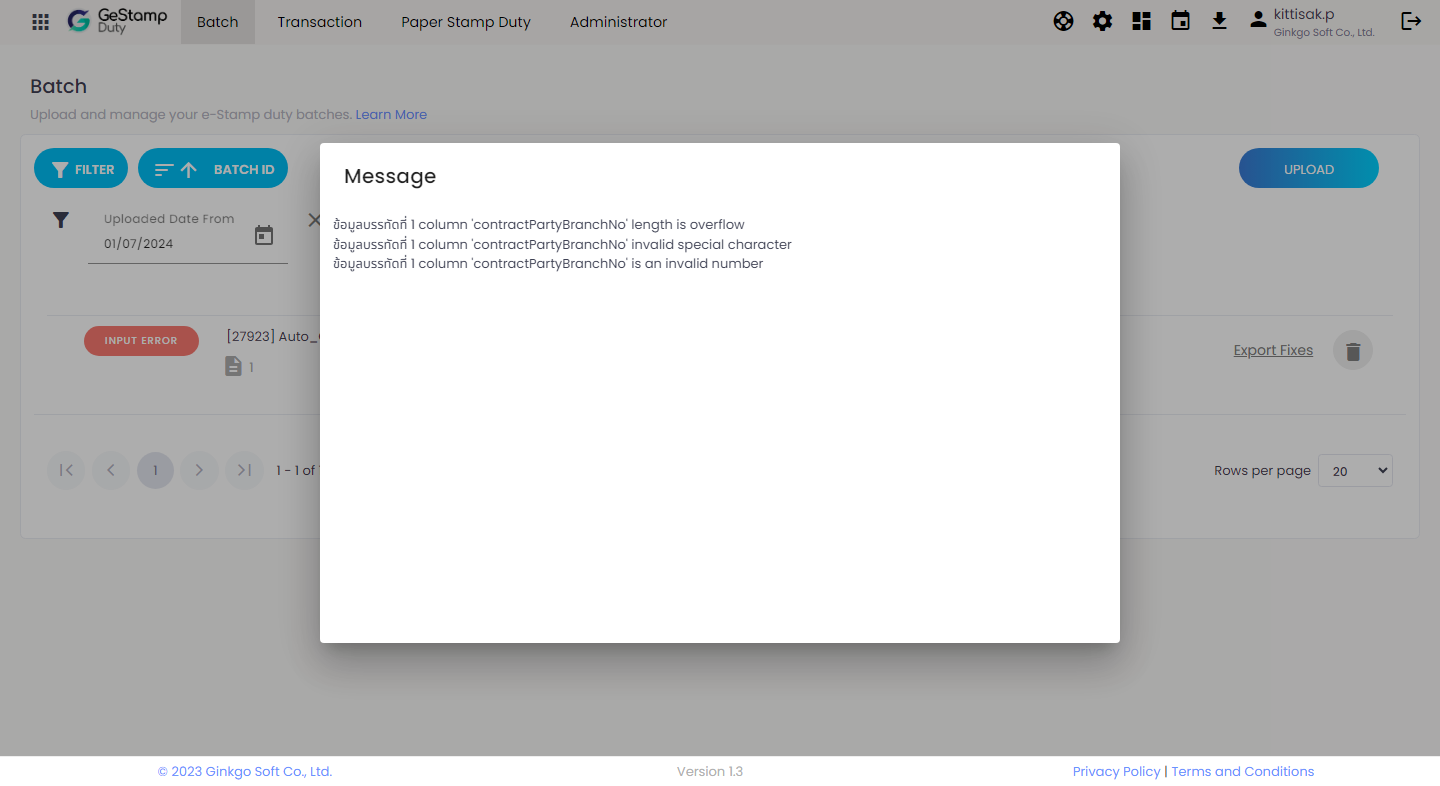 GeStamp
Duty
Batch
Transaction
Paper Stamp Duty
Administrator
kittisak.p
Ginkgo Soft Co., Ltd.
Batch
Upload and manage your e-Stamp duty batches. Learn More
FILTER
BATCH ID
UPLOAD
Message
Uploaded Date From
01/07/2024
ข้อมูลบรรทัดที่ 1 column 'contractPartyBranchNo' length is overflow
ข้อมูลบรรทัดที่ 1 column 'contractPartyBranchNo' invalid special character
ข้อมูลบรรทัดที่ 1 column 'contractPartyBranchNo' is an invalid number
INPUT ERROR
[27923] Auto_
1
Export Fixes
1
1 - 1 of
Rows per page
20
© 2023 Ginkgo Soft Co., Ltd.
Version 1.3
Privacy Policy | Terms and Conditions